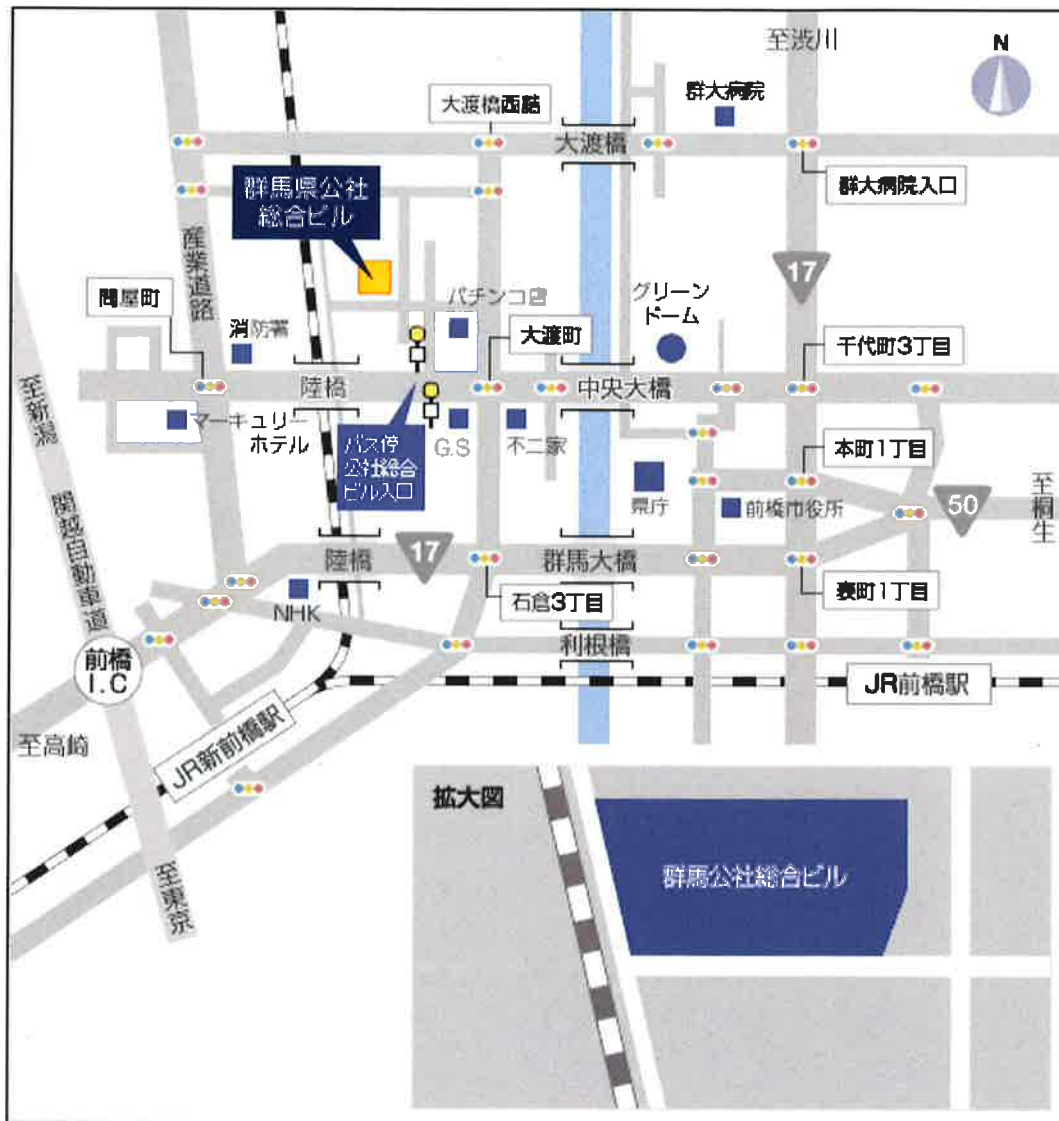 至渋川
N
群大病院
大渡橋西詰
大渡橋
群馬県公社
総合ビル
群大病院入口
産業道路
17
問屋町
消防署
パチンコ店
大渡町
グリーン
ドーム
千代町3丁目
至新潟
陸橋
中央大橋
マーキュリー
ホテル
バス停
公社総合
ビル入口
G.S
不二家
本町1丁目
県庁
前橋市役所
50
至桐生
関越自動車道
陸橋
17
群馬大橋
NHK
石倉3丁目
表町1丁目
利根橋
前橋
I.C
JR前橋駅
至高崎
JR新前橋駅
至東京
拡大図
群馬公社総合ビル